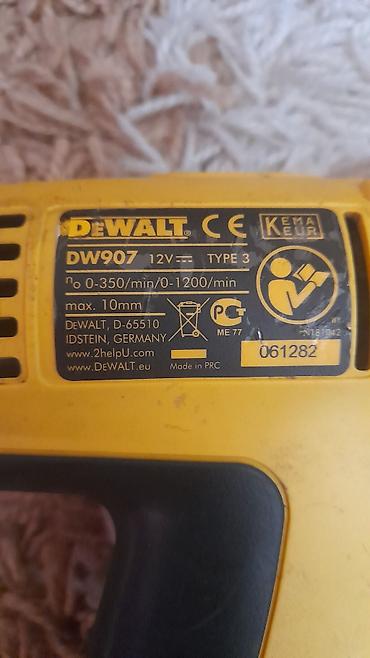 DEWALT CE KEMA KEUR
DW907 12V TYPE 3
no 0-350/min/0-1200/min
max. 10mm
DEWALT, D-65510
IDSTEIN, GERMANY
ME 77
www.2helpU.com
www.DEWALT.eu Made in PRC
061282